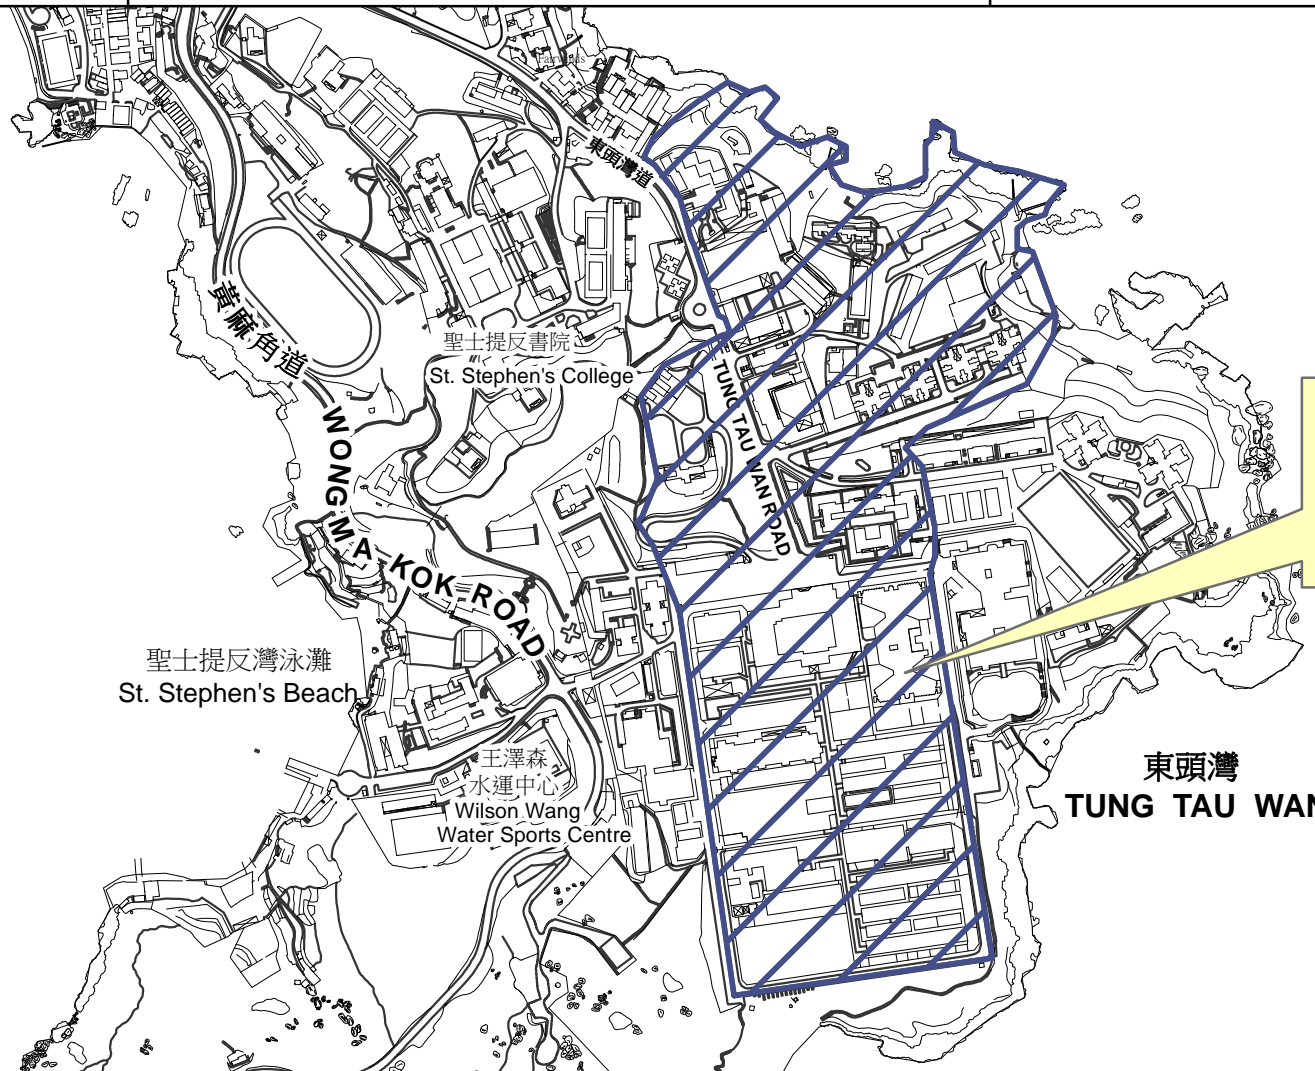 Fairwinds
東頭灣道
黃麻角道
聖士提反書院
St. Stephen's College
TUNG TAU WAN ROAD
WONG MA KOK ROAD
聖士提反灣泳灘
St. Stephen's Beach
王澤森
水運中心
Wilson Wang
Water Sports Centre
東頭灣
TUNG TAU WAN